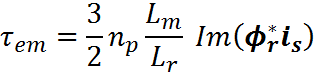 τ_em = 3/2 n_p L_m/L_r Im(ϕ_r^* i_s)